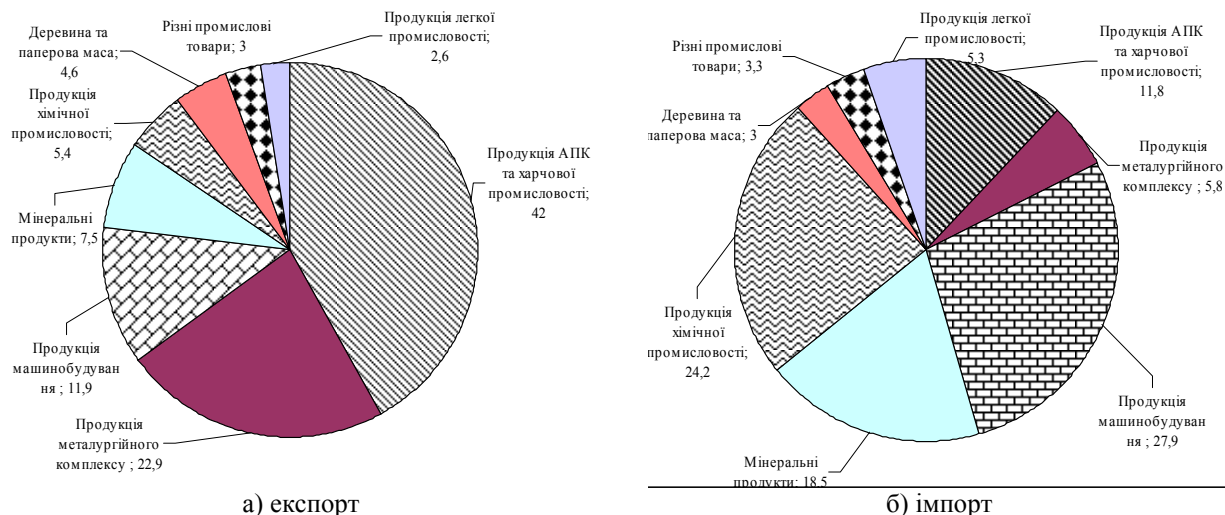 Продукція легкої
промисловості;
2,6
Різні промислові
товари; 3
Деревина та
паперова маса;
4,6
Продукція
хімічної
промисловості;
5,4
Мінеральні
продукти; 7,5
Продукція
машинобудуван
ня ; 11,9
Продукція
металургійного
комплексу ; 22,9
Продукція АПК
та харчової
промисловості
42
а) експорт
Продукція легкої
промисловості;
5,3
Різні промислові
товари; 3,3
Деревина та
паперова маса; 3
Продукція
хімічної
промисловості;
24,2
Мінеральні
продукти; 18,5
Продукція
машинобудуван
ня ; 27,9
Продукція
металургійного
комплексу ; 5,8
Продукція АПК
та харчової
промисловості;
11,8
б) імпорт